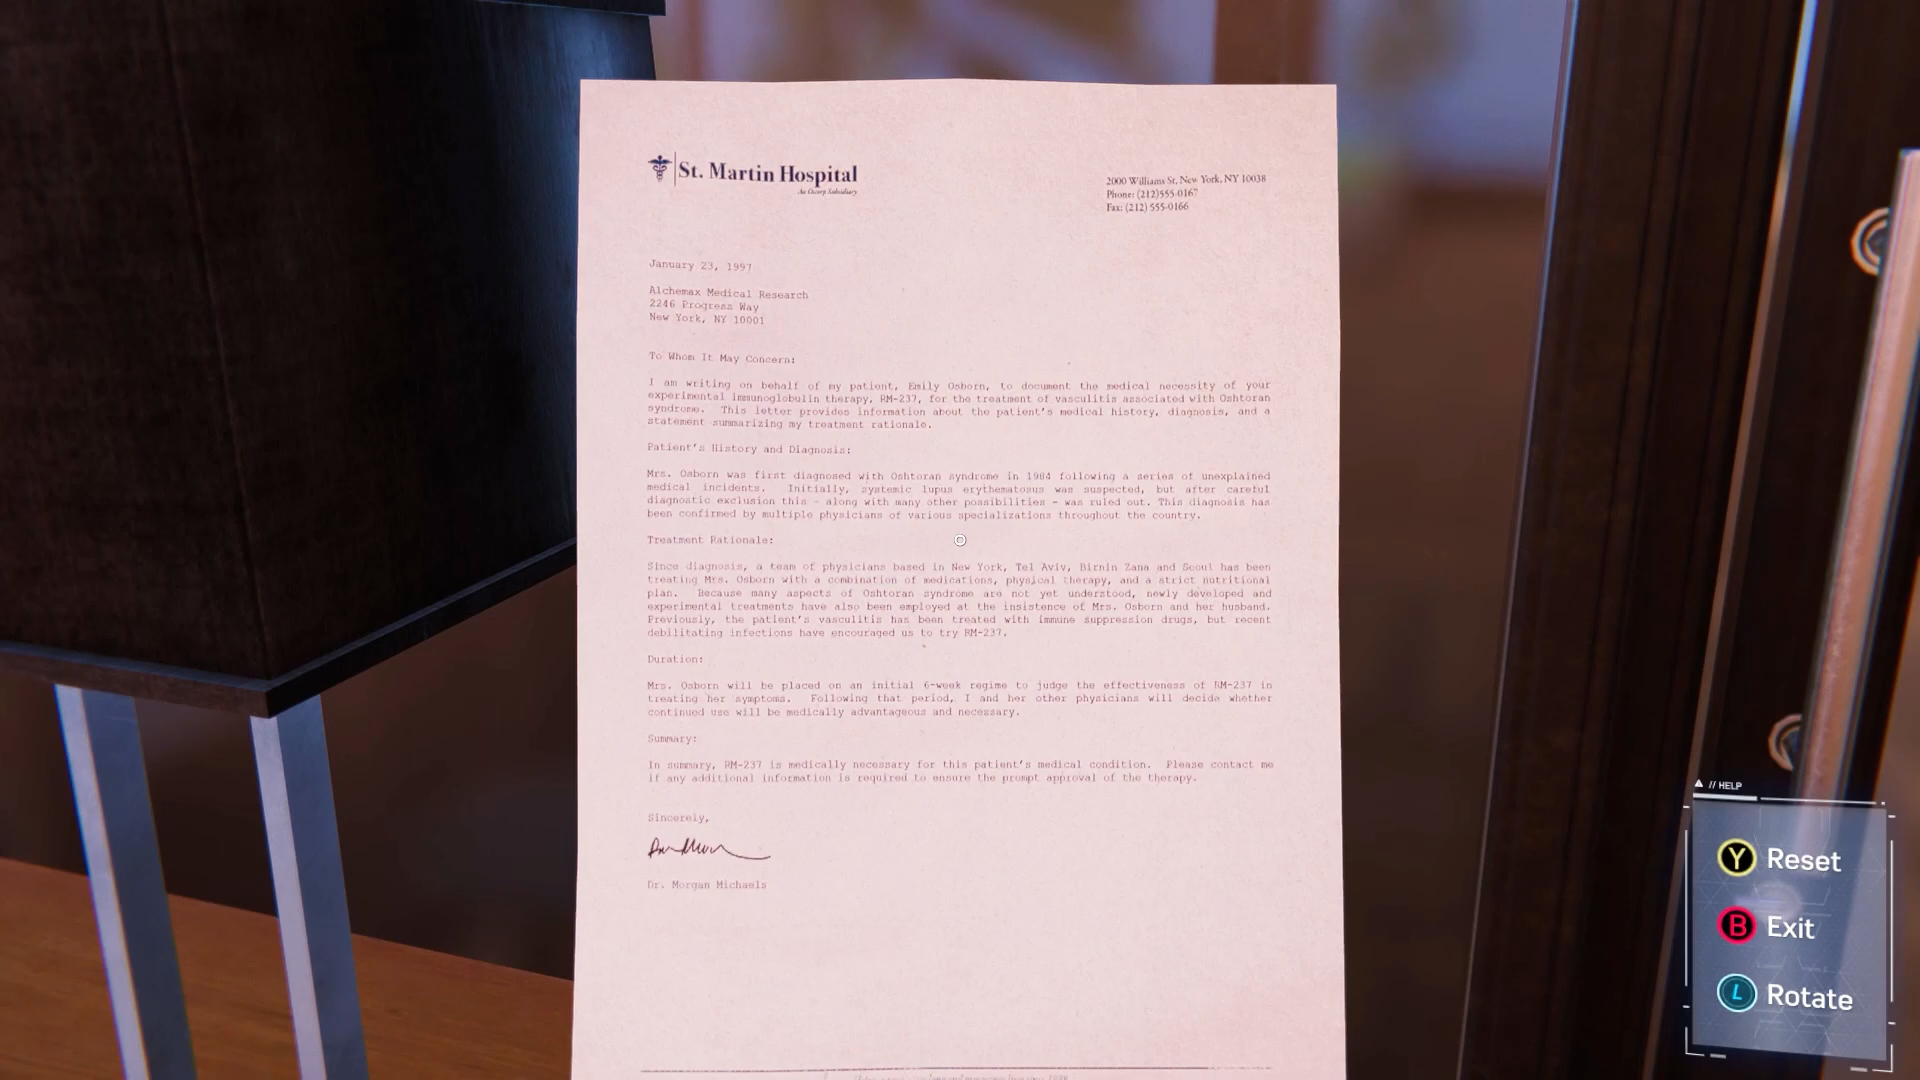 St. Martin Hospital
An Oscorp Subsidiary
2000 Williams St, New York, NY 10038
Phone: (212)555-0167
Fax: (212) 555-0166
January 23, 1997
Alchemax Medical Research
2246 Progress Way
New York, NY 10001
To Whom It May Concern:
I am writing on behalf of my patient, Emily Osborn, to document the medical necessity of your
experimental immunoglobulin therapy, RM-237, for the treatment of vasculitis associated with Oshtoran
syndrome. This letter provides information about the patient's medical history, diagnosis, and a
statement summarizing my treatment rationale.
Patient's History and Diagnosis:
Mrs. Osborn was first diagnosed with Oshtoran syndrome in 1984 following a series of unexplained
medical incidents. Initially, systemic lupus erythematosus was suspected, but after careful
diagnostic exclusion this - along with many other possibilities - was ruled out. This diagnosis has
been confirmed by multiple physicians of various specializations throughout the country.
Treatment Rationale:
Since diagnosis, a team of physicians based in New York, Tel Aviv, Birnin Zana and Seoul has been
treating Mrs. Osborn with a combination of medications, physical therapy, and a strict nutritional
plan. Because many aspects of Oshtoran syndrome are not yet understood, newly developed and
experimental treatments have also been employed at the insistence of Mrs. Osborn and her husband.
Previously, the patient's vasculitis has been treated with immune suppression drugs, but recent
debilitating infections have encouraged us to try RM-237.
Duration:
Mrs. Osborn will be placed on an initial 6-week regime to judge the effectiveness of RM-237 in
treating her symptoms. Following that period, I and her other physicians will decide whether
continued use will be medically advantageous and necessary.
Summary:
In summary, RM-237 is medically necessary for this patient's medical condition. Please contact me
if any additional information is required to ensure the prompt approval of the therapy.
Sincerely,
Dr. Morgan Michaels
// HELP
Y Reset
B Exit
L Rotate